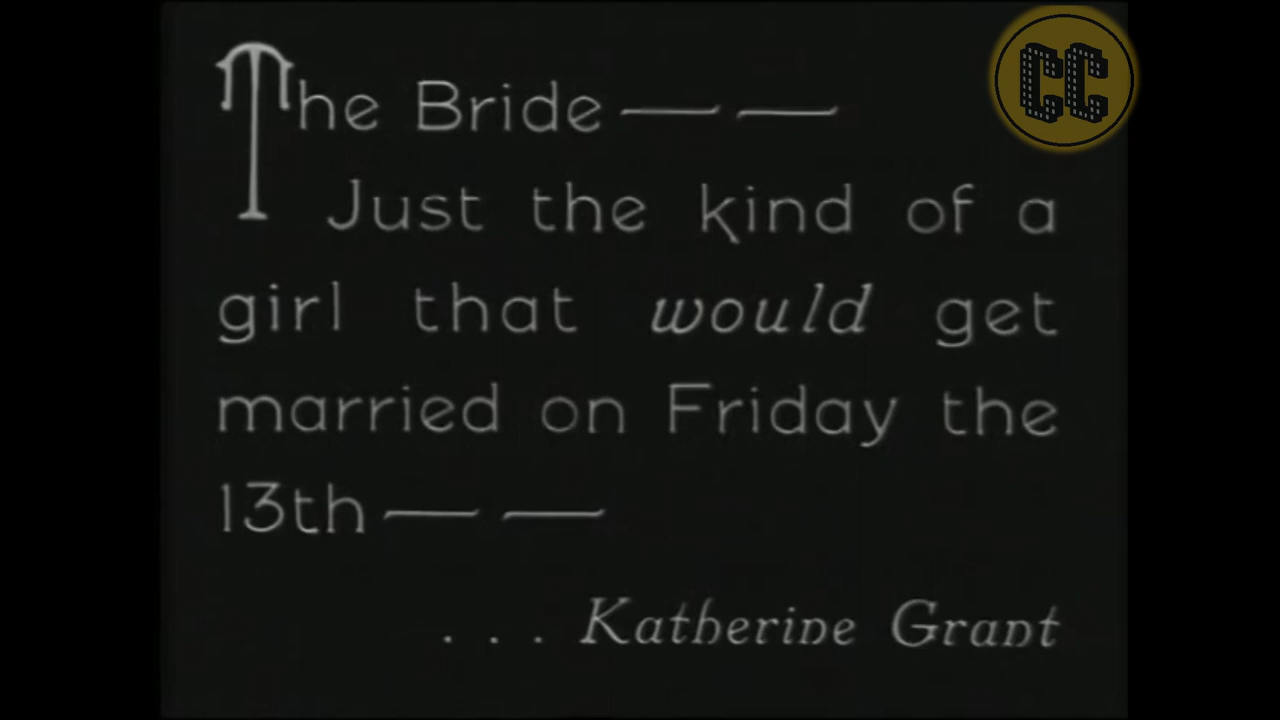 The Bride — —
Just the kind of a
girl that would get
married on Friday the
13th — —
. . . Katherine Grant
CC